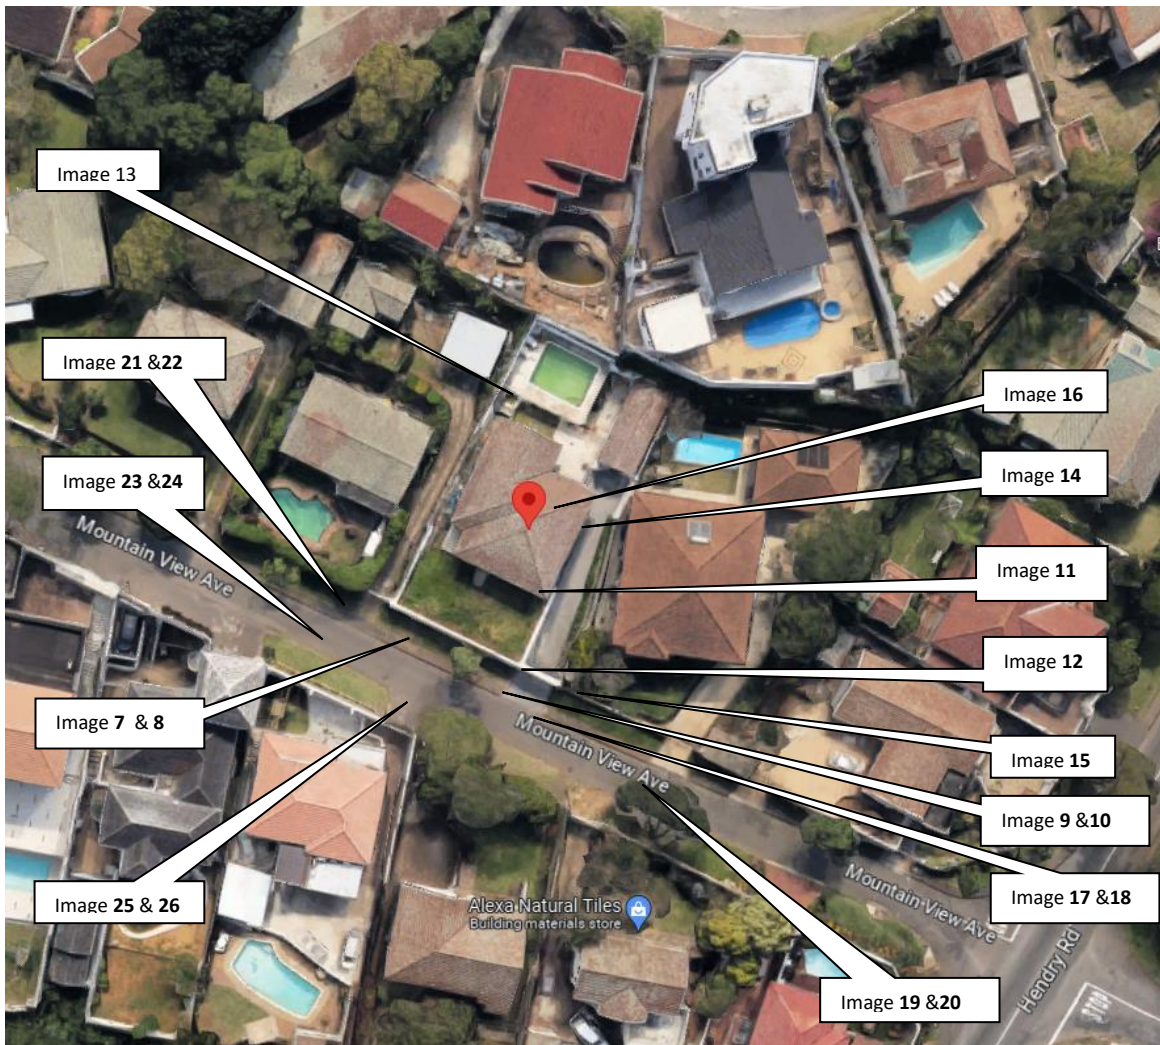 Image 13
Image 21 &22
Image 16
Image 23 &24
Image 14
Mountain View Ave
Image 11
Image 12
Image 7 & 8
Mountain View Ave
Image 15
Image 9 &10
Mountain View Ave
Image 17 &18
Image 25 & 26
Alexa Natural Tiles
Building materials store
Hendry Rd
Image 19 &20
STOP